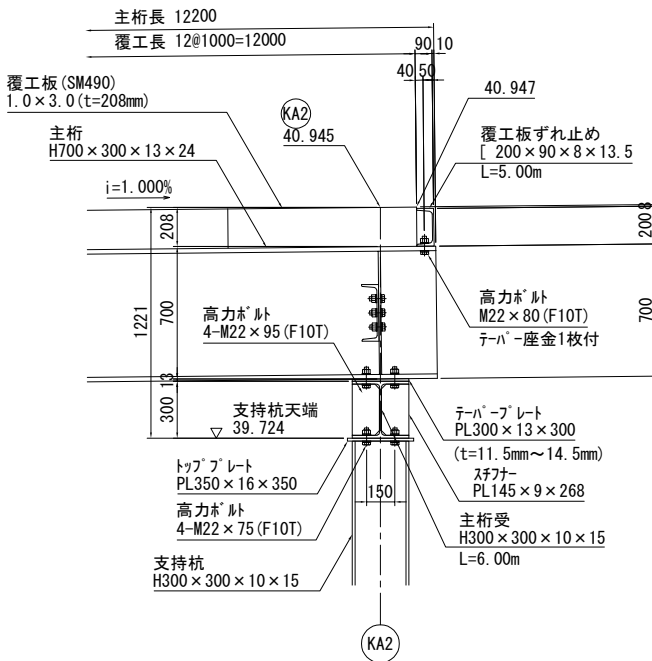 主桁長 12200
覆工長 12@1000=12000
90 10
40 50
覆工板(SM490)
1.0×3.0(t=208mm)
KA2
40.945
40.947
主桁
H700×300×13×24
覆工板ずれ止め
[ 200×90×8×13.5
L=5.00m
i=1.000%
208
8
200
1221
700
700
高力ボルト
4-M22×95(F10T)
高力ボルト
M22×80(F10T)
テーパー座金1枚付
13
300
支持杭天端
39.724
テーパープレート
PL300×13×300
(t=11.5mm～14.5mm)
トッププレート
PL350×16×350
150
スチフナー
PL145×9×268
高力ボルト
4-M22×75(F10T)
主桁受
H300×300×10×15
L=6.00m
支持杭
H300×300×10×15
KA2